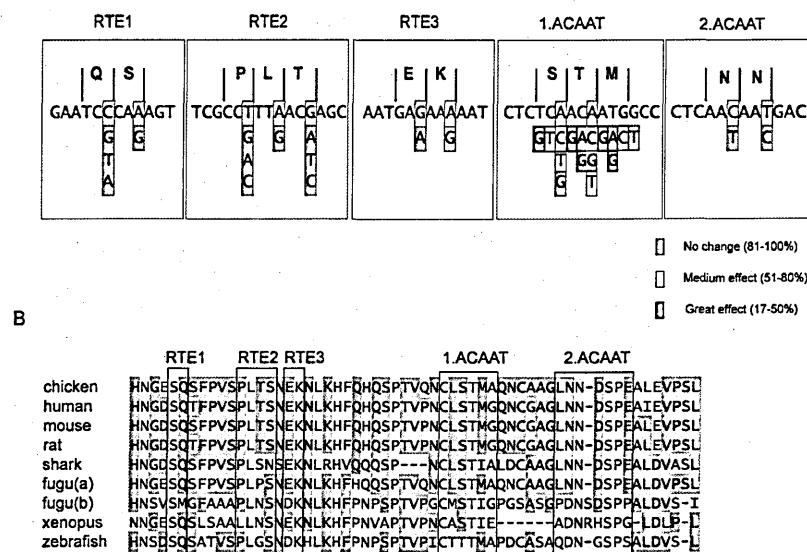 RTE1 RTE2 RTE3 1.ACAAT 2.ACAAT
Q S P L T E K S T M N N
GAATCCCAAAGT TCGCCTTTAACGAGC AATGAGAAAAAT CTCTCAACAATGGCC CTCAACAATGAC
G G G G A A G GTCGACGACT T C
T A T T GG G
A C C G T
No change (81-100%)
Medium effect (51-80%)
Great effect (17-50%)
B
RTE1 RTE2 RTE3 1.ACAAT 2.ACAAT
chicken HNGESQSFPVSPLTSNEKNLKHFQHQSPTVQNCLSTMAQNCAAGLNN-DSPEALEVPSL
human HNGDSQTFPVSPLTSNEKNLKHFQHQSPTVPNCLSTMGQNCGAGLNN-DSPEAIEVPSL
mouse HNGDSQTFPVSPLTSNEKNLKHFQHQSPTVPNCLSTMGQNCGAGLNN-DSPEALEVPSL
rat HNGDSQTFPVSPLTSNEKNLKHFQHQSPTVPNCLSTMGQNCGAGLNN-DSPEALEVPSL
shark HNGDSQSFPVSPLSNSEKNLRHVQQQSP---NCLSTIALDCAAGLNN-DSPEALDVASL
fugu(a) HNGDSQSFPVSPLPSNEKNLKHFHQQSPTVQNCLSTMAQNCAAGLNN-DSPEALDVPSL
fugu(b) HNSVSMGFAAAPLNSNDKNLKHFPNPSPTVPGCMSTIGPGSASGPDNSDSPPALDVS-I
xenopus NNGESQSLSAALLNSNEKNLKHFPNVAPTVPNCASTIE------ADNRHSPG-LDLP-L
zebrafish HNSDSQSATVSPLGSNDKHLKHFPNPSPTVPICTTTMAPDCASAQDN-GSPSALDVS-L